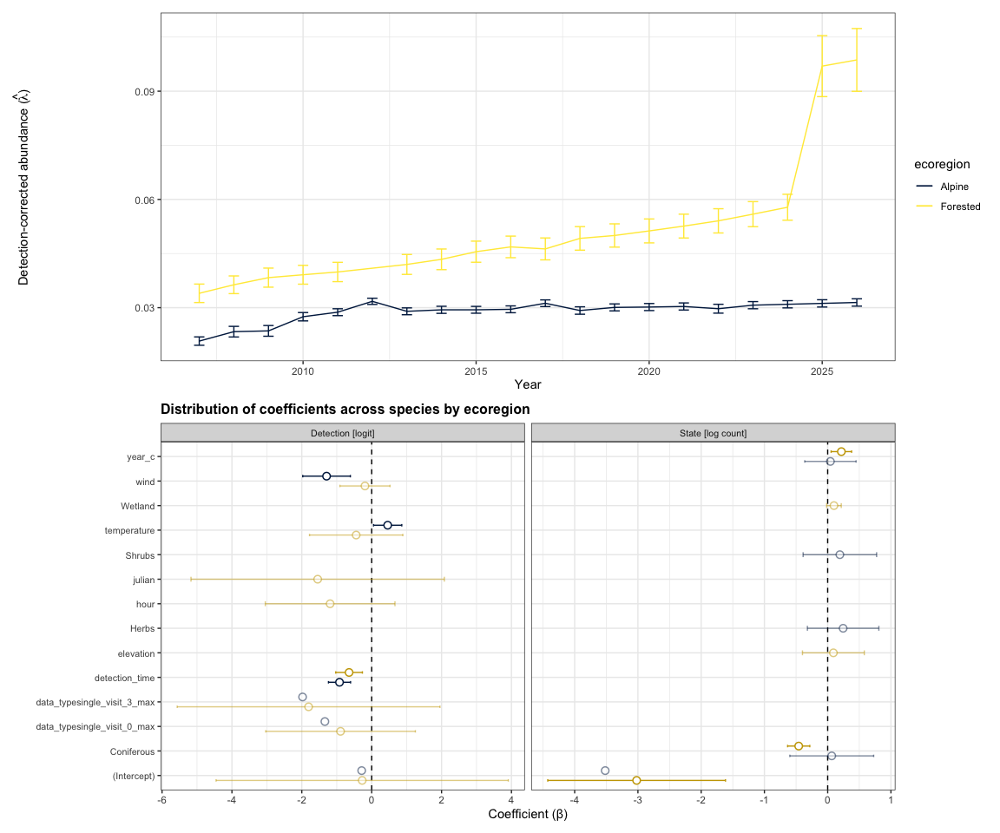 Detection-corrected abundance (λ̂)
0.09
0.06
0.03
2010
2015
2020
2025
Year
ecoregion
Alpine
Forested
Distribution of coefficients across species by ecoregion
Detection [logit]
State [log count]
year_c
wind
Wetland
temperature
Shrubs
julian
hour
Herbs
elevation
detection_time
data_typesingle_visit_3_max
data_typesingle_visit_0_max
Coniferous
(Intercept)
-6
-4
-2
0
2
4
-4
-3
-2
-1
0
1
Coefficient (β)